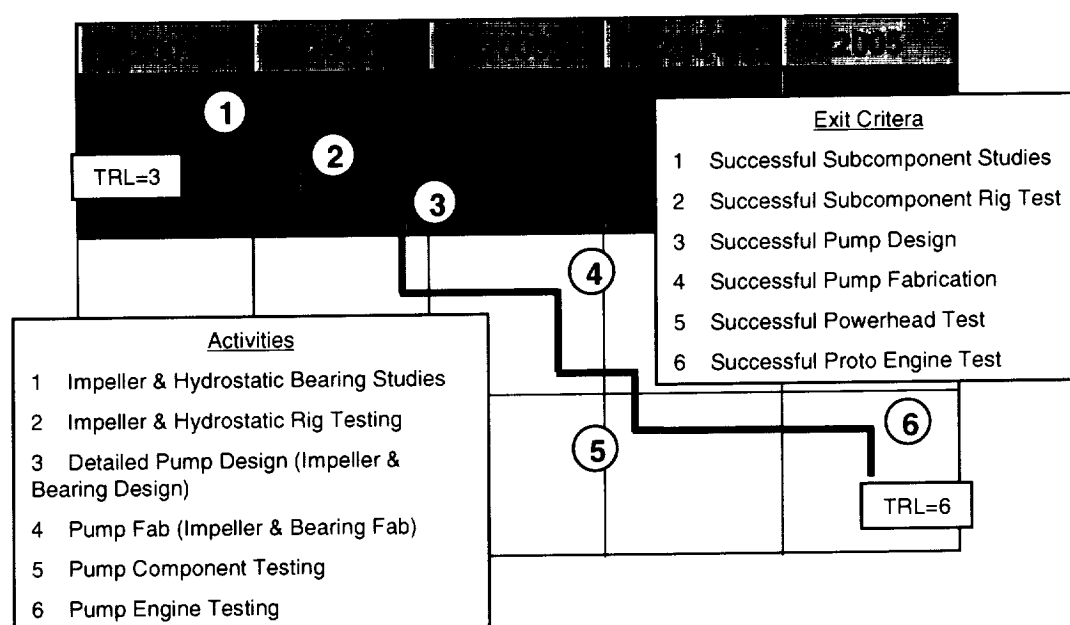 2005
1
2
TRL=3
3
4
5
6
TRL=6
Exit Critera
1 Successful Subcomponent Studies
2 Successful Subcomponent Rig Test
3 Successful Pump Design
4 Successful Pump Fabrication
5 Successful Powerhead Test
6 Successful Proto Engine Test
Activities
1 Impeller & Hydrostatic Bearing Studies
2 Impeller & Hydrostatic Rig Testing
3 Detailed Pump Design (Impeller &
Bearing Design)
4 Pump Fab (Impeller & Bearing Fab)
5 Pump Component Testing
6 Pump Engine Testing